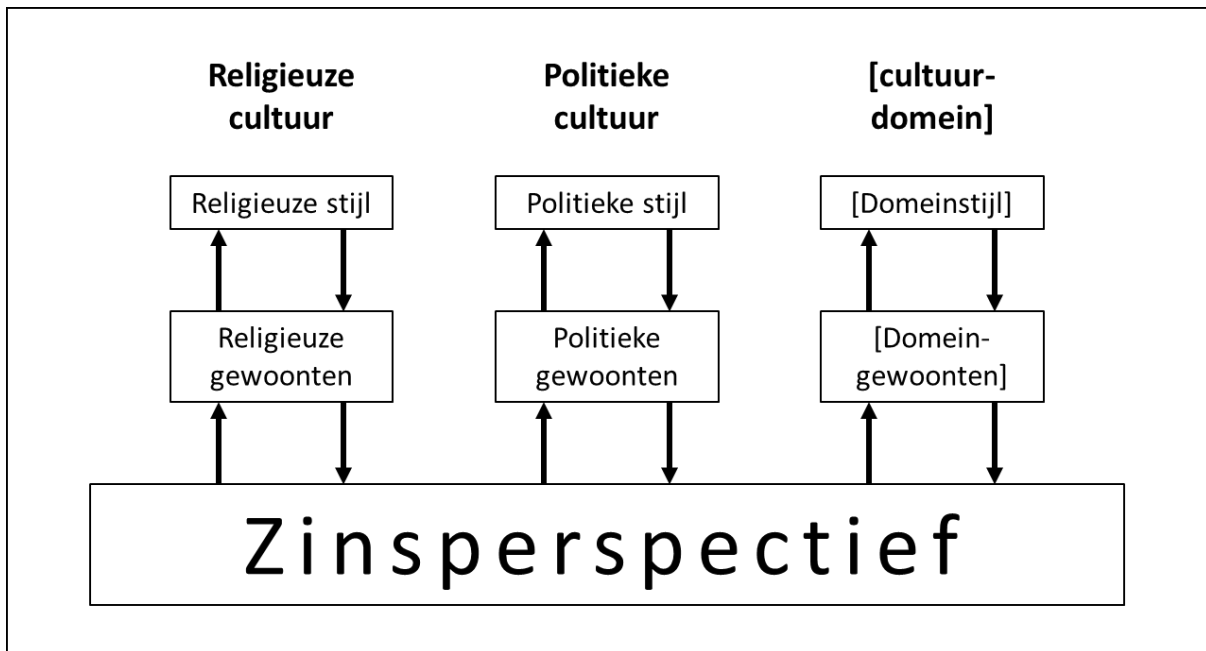 Religieuze
cultuur
Politieke
cultuur
[cultuur-
domein]
Religieuze stijl
Politieke stijl
[Domeinstijl]
Religieuze
gewoonten
Politieke
gewoonten
[Domein-
gewoonten]
Zinsperspectief